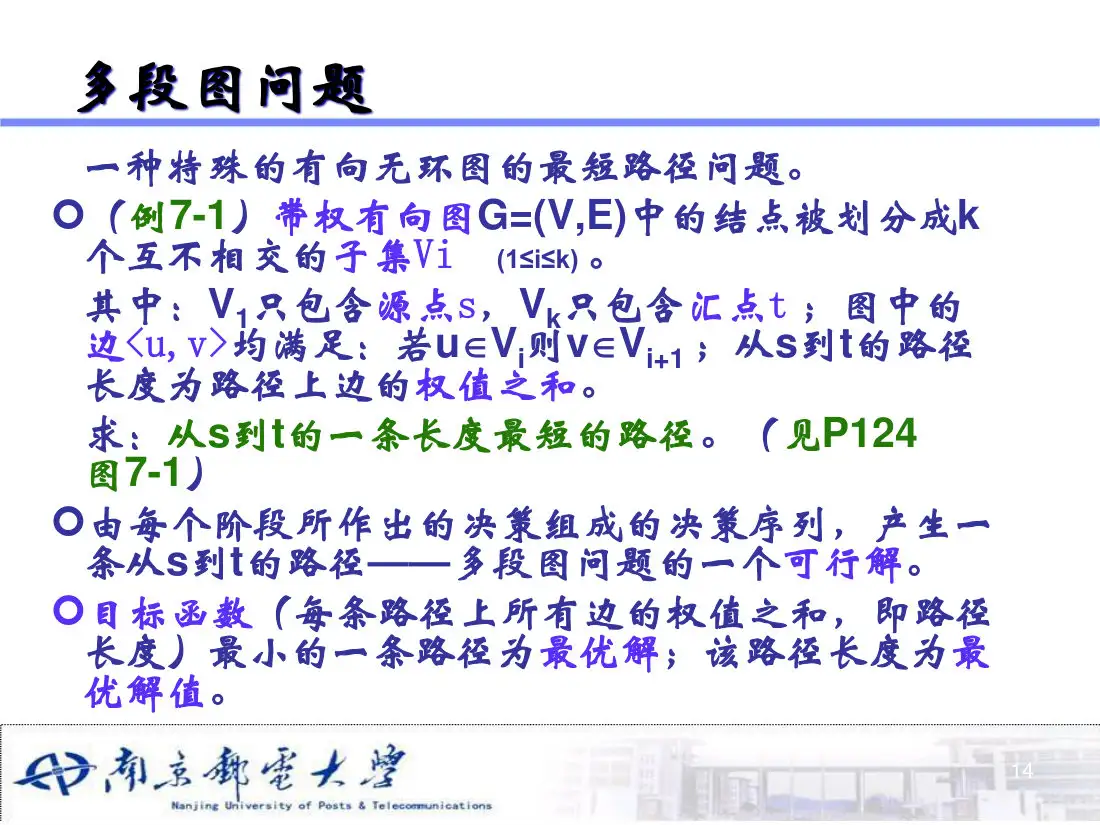 多段图问题
一种特殊的有向无环图的最短路径问题。
(例7-1)带权有向图G=(V,E)中的结点被划分成k
个互不相交的子集Vi (1≤i≤k) 。
其中:V1只包含源点s,Vk只包含汇点t ;图中的
边<u,v>均满足:若u∈Vi则v∈Vi+1 ;从s到t的路径
长度为路径上边的权值之和。
求:从s到t的一条长度最短的路径。(见P124
图7-1)
由每个阶段所作出的决策组成的决策序列,产生一
条从s到t的路径——多段图问题的一个可行解。
目标函数(每条路径上所有边的权值之和,即路径
长度)最小的一条路径为最优解;该路径长度为最
优解值。
南京郵電大學
Nanjing University of Posts & Telecommunications
14